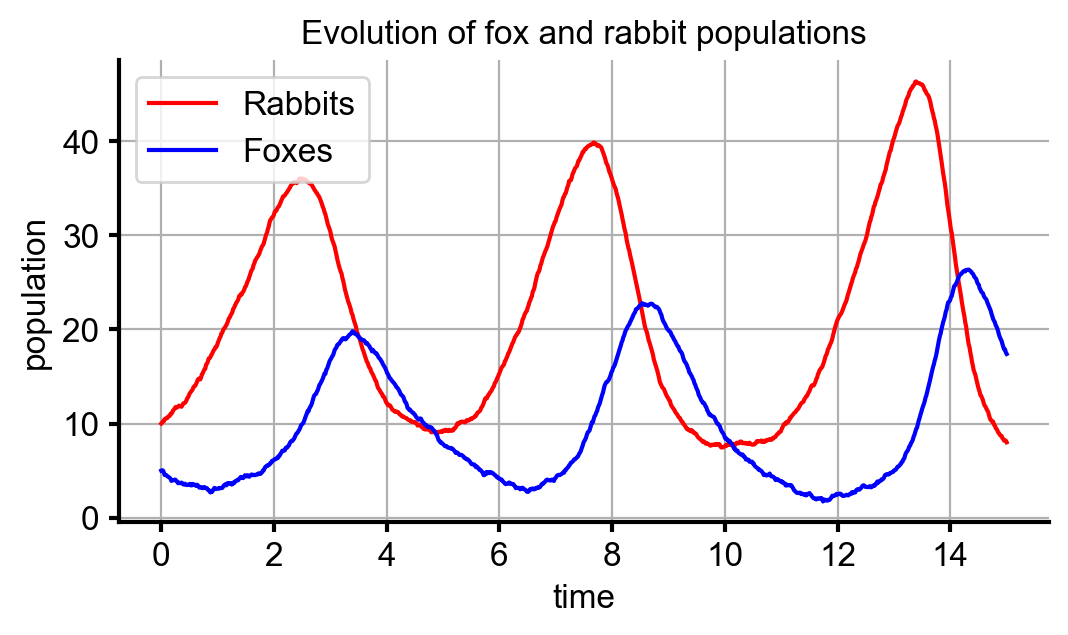 Evolution of fox and rabbit populations
Rabbits
Foxes
population
40
30
20
10
0
0 2 4 6 8 10 12 14
time